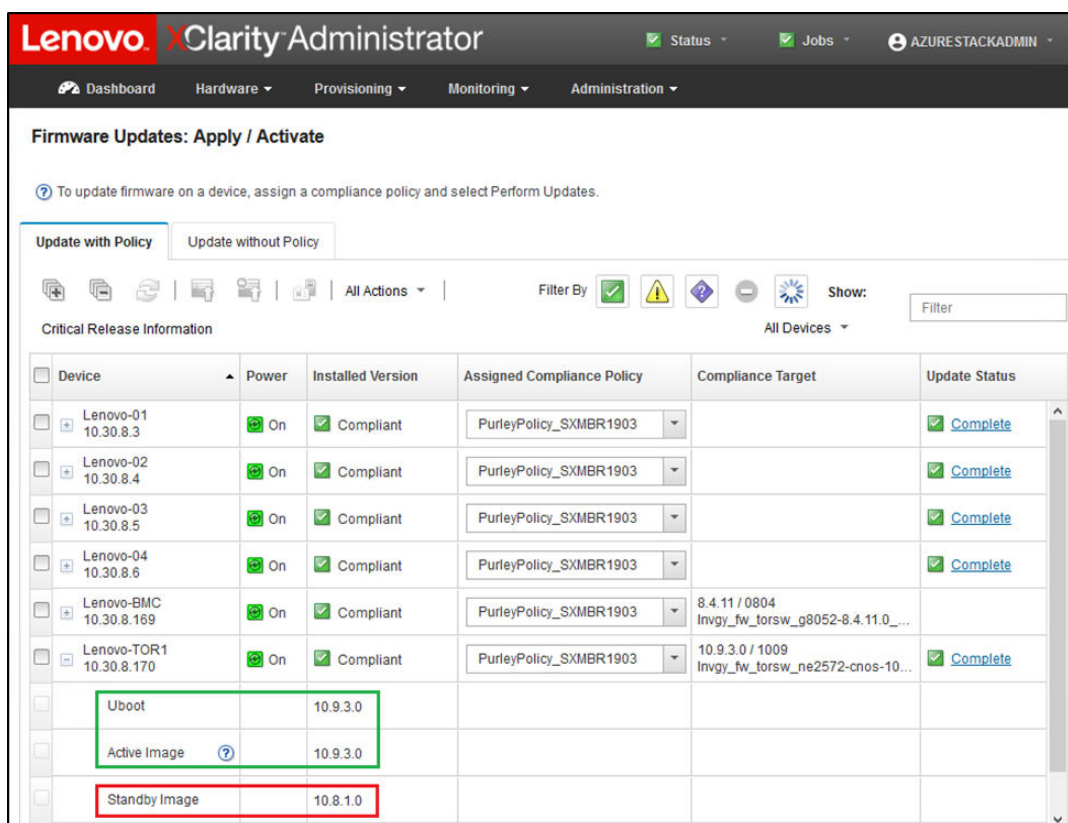 Lenovo. XClarity Administrator Status Jobs AZURESTACKADMIN
Dashboard Hardware Provisioning Monitoring Administration
Firmware Updates: Apply / Activate
? To update firmware on a device, assign a compliance policy and select Perform Updates.
Update with Policy Update without Policy
All Actions Filter By ? Show: Filter
Critical Release Information All Devices
Device Power Installed Version Assigned Compliance Policy Compliance Target Update Status
Lenovo-01 On Compliant PurleyPolicy_SXMBR1903 Complete
10.30.8.3
Lenovo-02 On Compliant PurleyPolicy_SXMBR1903 Complete
10.30.8.4
Lenovo-03 On Compliant PurleyPolicy_SXMBR1903 Complete
10.30.8.5
Lenovo-04 On Compliant PurleyPolicy_SXMBR1903 Complete
10.30.8.6
Lenovo-BMC On Compliant PurleyPolicy_SXMBR1903 8.4.11 / 0804
10.30.8.169 lnvgy_fw_torsw_g8052-8.4.11.0_...
Lenovo-TOR1 On Compliant PurleyPolicy_SXMBR1903 10.9.3.0 / 1009 Complete
10.30.8.170 lnvgy_fw_torsw_ne2572-cnos-10...
Uboot 10.9.3.0
Active Image ? 10.9.3.0
Standby Image 10.8.1.0